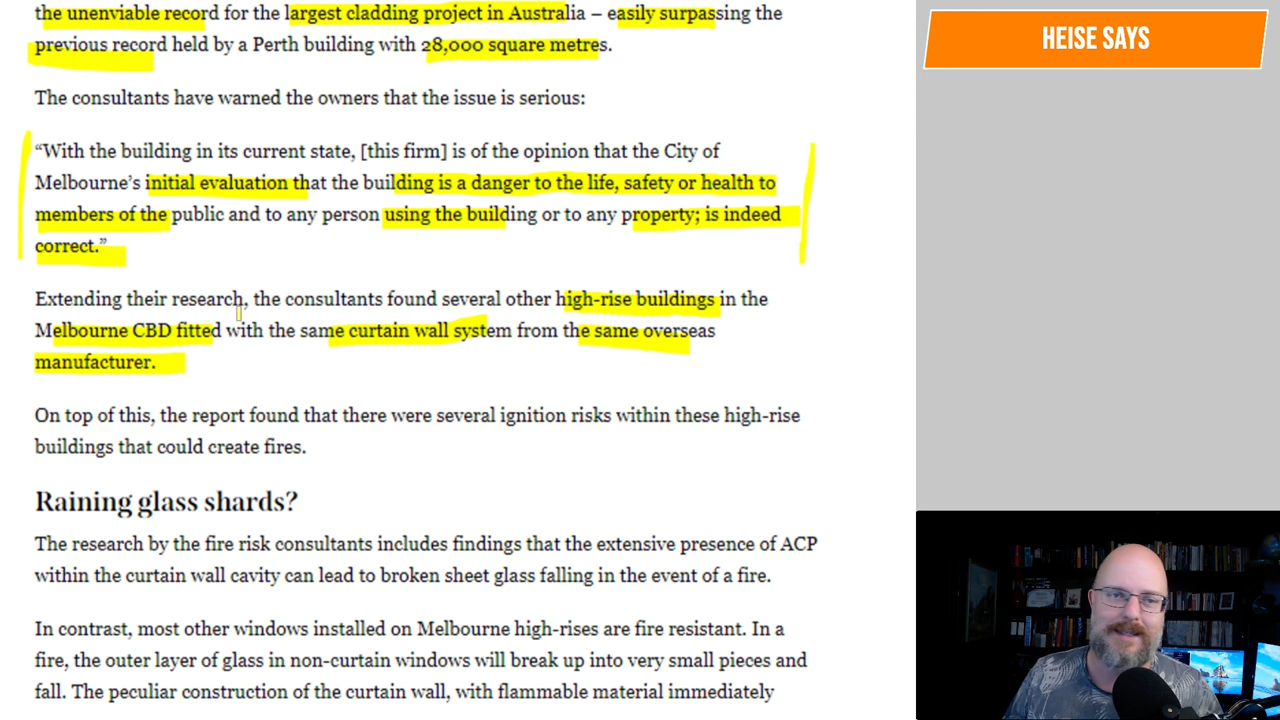 the unenviable record for the largest cladding project in Australia – easily surpassing the
previous record held by a Perth building with 28,000 square metres.
The consultants have warned the owners that the issue is serious:
“With the building in its current state, [this firm] is of the opinion that the City of
Melbourne’s initial evaluation that the building is a danger to the life, safety or health to
members of the public and to any person using the building or to any property; is indeed
correct.”
Extending their research, the consultants found several other high-rise buildings in the
Melbourne CBD fitted with the same curtain wall system from the same overseas
manufacturer.
On top of this, the report found that there were several ignition risks within these high-rise
buildings that could create fires.
Raining glass shards?
The research by the fire risk consultants includes findings that the extensive presence of ACP
within the curtain wall cavity can lead to broken sheet glass falling in the event of a fire.
In contrast, most other windows installed on Melbourne high-rises are fire resistant. In a
fire, the outer layer of glass in non-curtain windows will break up into very small pieces and
fall. The peculiar construction of the curtain wall, with flammable material immediately
HEISE SAYS